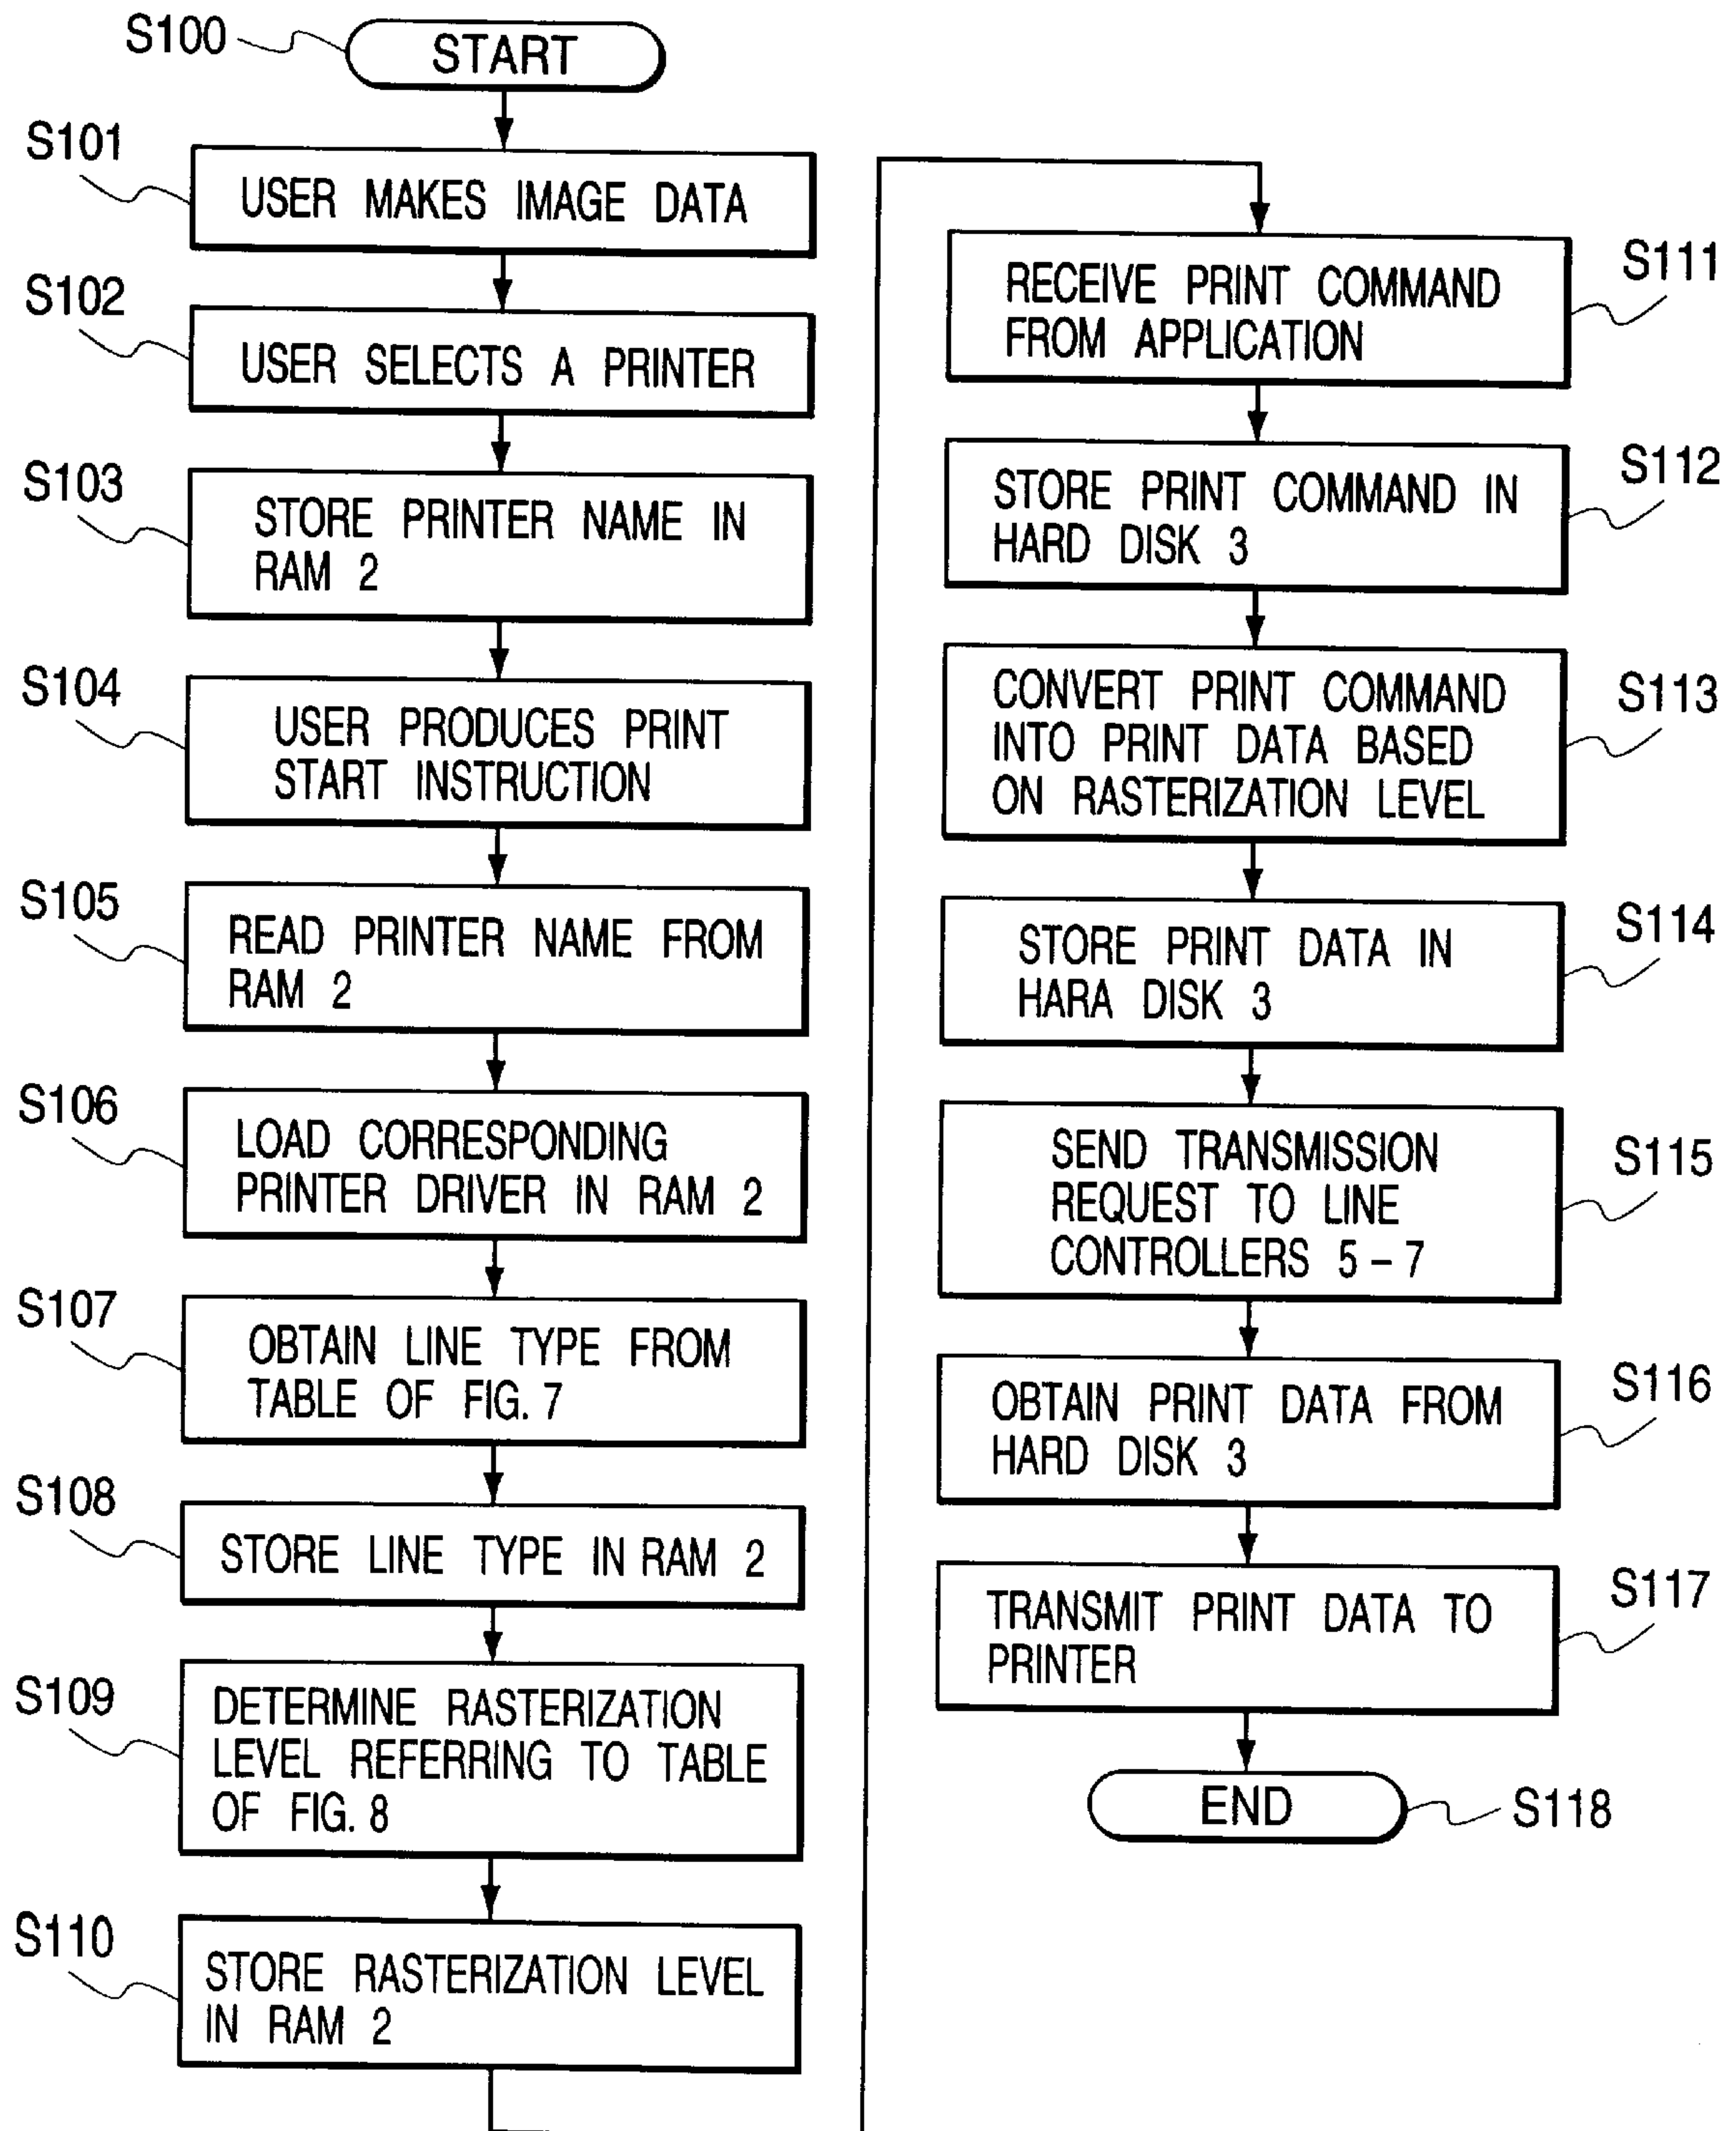 S100
START
S101
USER MAKES IMAGE DATA
S102
USER SELECTS A PRINTER
S103
STORE PRINTER NAME IN
RAM 2
S104
USER PRODUCES PRINT
START INSTRUCTION
S105
READ PRINTER NAME FROM
RAM 2
S106
LOAD CORRESPONDING
PRINTER DRIVER IN RAM 2
S107
OBTAIN LINE TYPE FROM
TABLE OF FIG. 7
S108
STORE LINE TYPE IN RAM 2
S109
DETERMINE RASTERIZATION
LEVEL REFERRING TO TABLE
OF FIG. 8
S110
STORE RASTERIZATION LEVEL
IN RAM 2
S111
RECEIVE PRINT COMMAND
FROM APPLICATION
S112
STORE PRINT COMMAND IN
HARD DISK 3
S113
CONVERT PRINT COMMAND
INTO PRINT DATA BASED
ON RASTERIZATION LEVEL
S114
STORE PRINT DATA IN
HARA DISK 3
S115
SEND TRANSMISSION
REQUEST TO LINE
CONTROLLERS 5 – 7
S116
OBTAIN PRINT DATA FROM
HARD DISK 3
S117
TRANSMIT PRINT DATA TO
PRINTER
END
S118